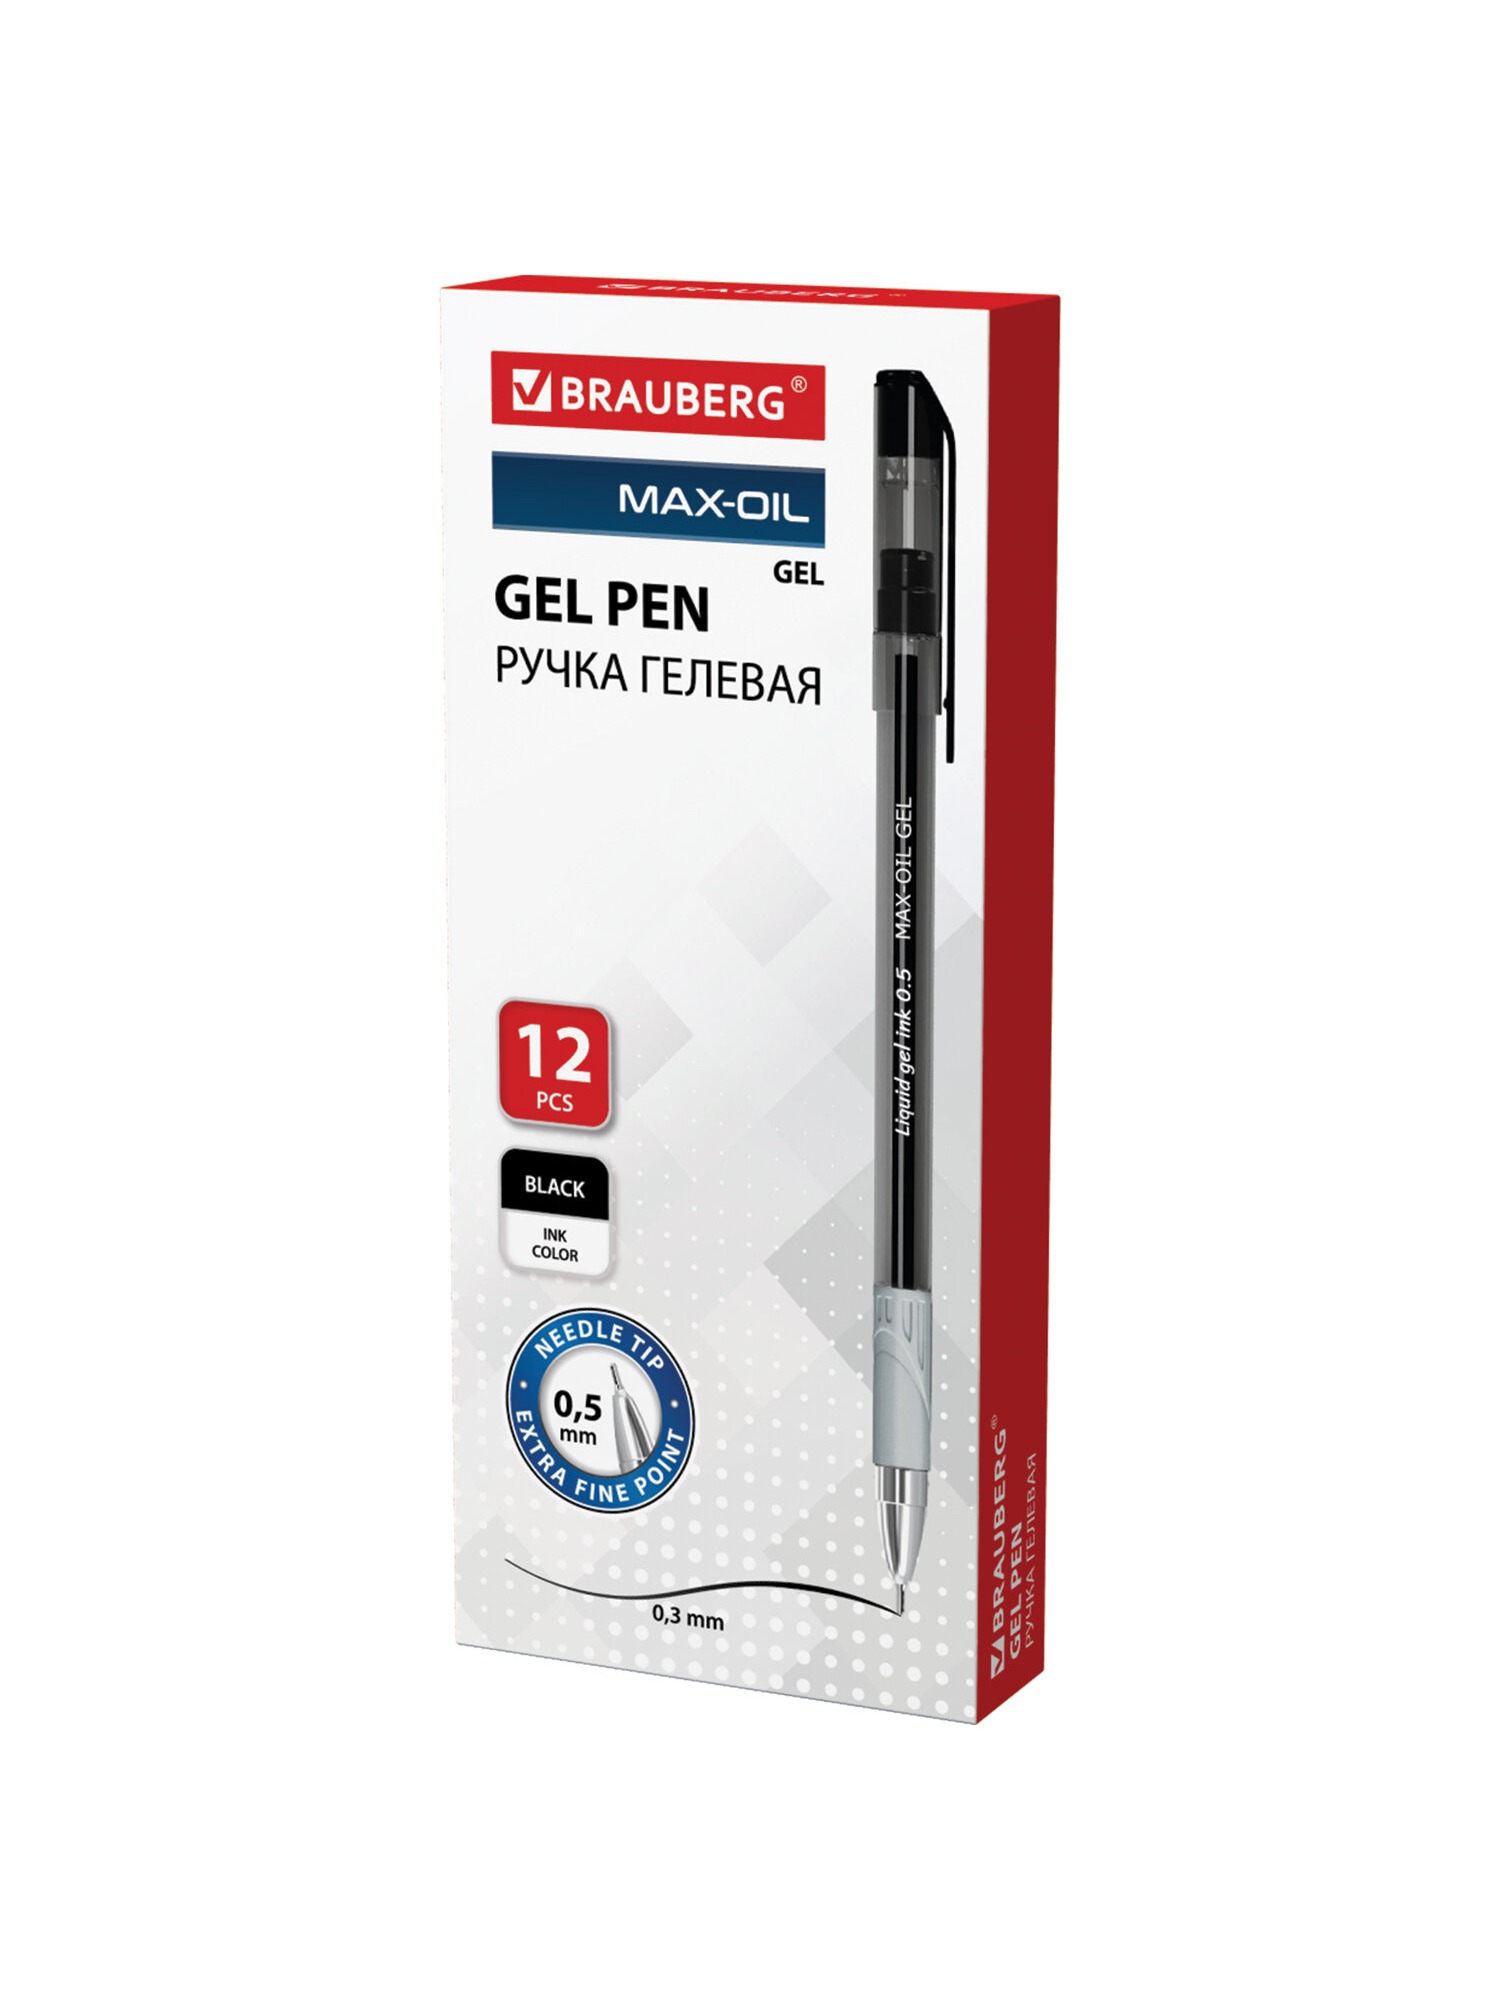 BRAUBERG ®
BRAUBERG®
MAX-OIL
GEL
GEL PEN
РУЧКА ГЕЛЕВАЯ
Liquid gel ink 0.5 MAX-OIL GEL
12
PCS
BLACK
INK
COLOR
NEEDLE TIP
0,5
mm
EXTRA FINE POINT
0,3 mm
BRAUBERG®
GEL PEN
РУЧКА ГЕЛЕВАЯ